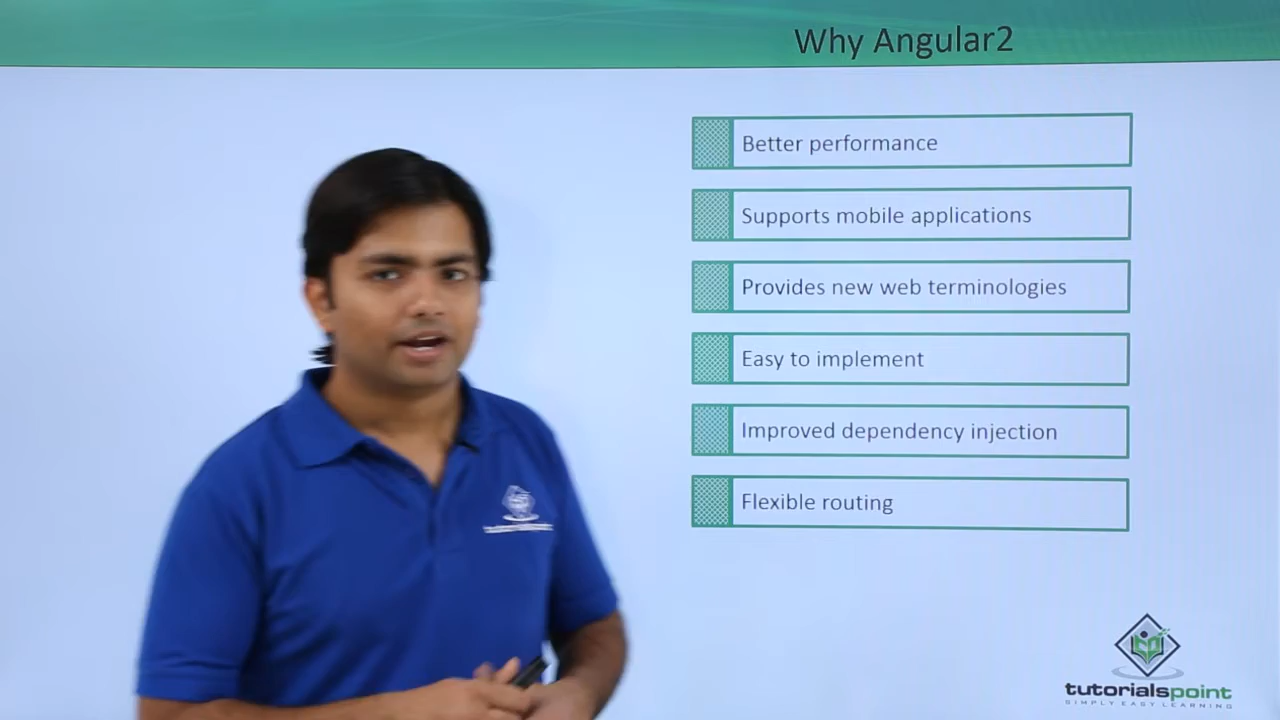 Why Angular2
Better performance
Supports mobile applications
Provides new web terminologies
Easy to implement
Improved dependency injection
Flexible routing
tutorialspoint
SIMPLY EASY LEARNING